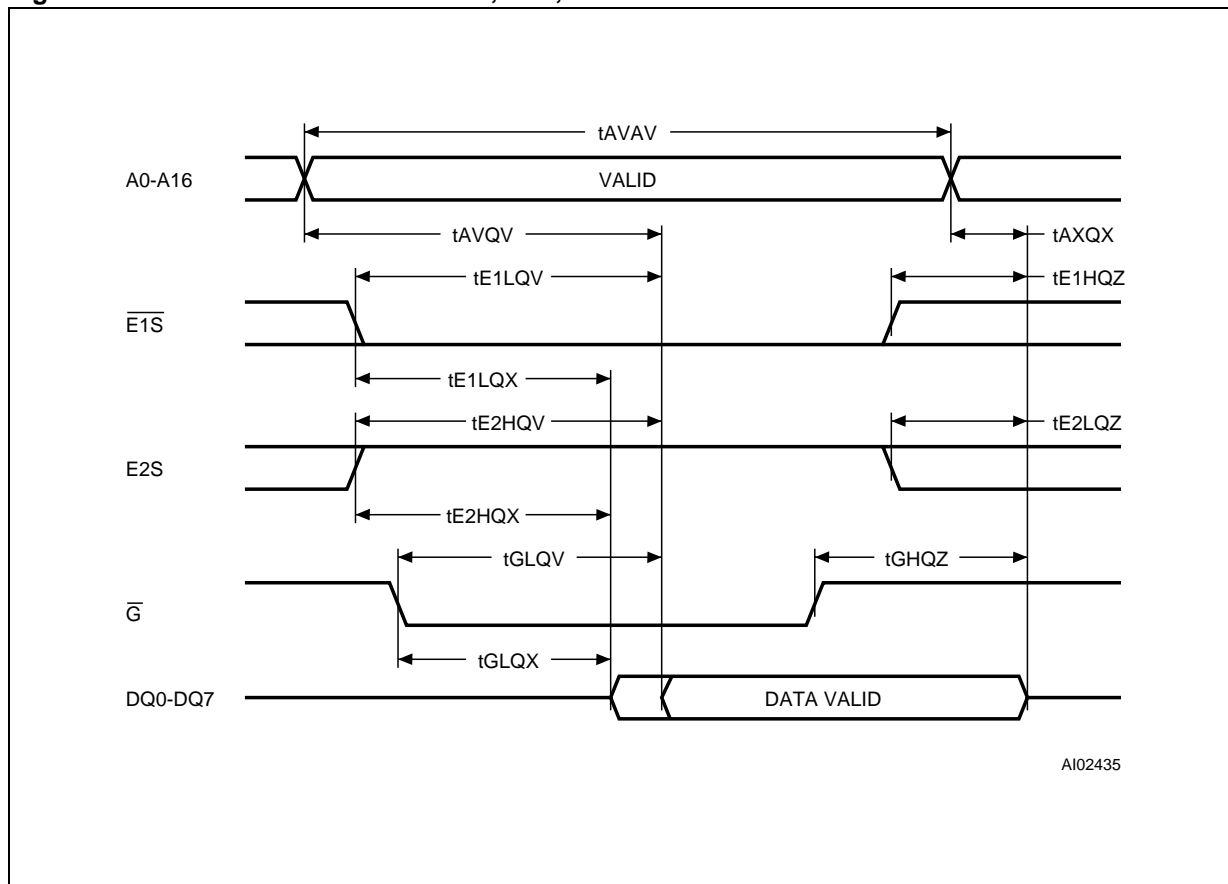 tAVAV
A0-A16 VALID
tAVQV tAXQX
tE1LQV tE1HQZ
E1S
tE1LQX
tE2HQV tE2LQZ
E2S
tE2HQX
tGLQV tGHQZ
G
tGLQX
DQ0-DQ7 DATA VALID
AI02435